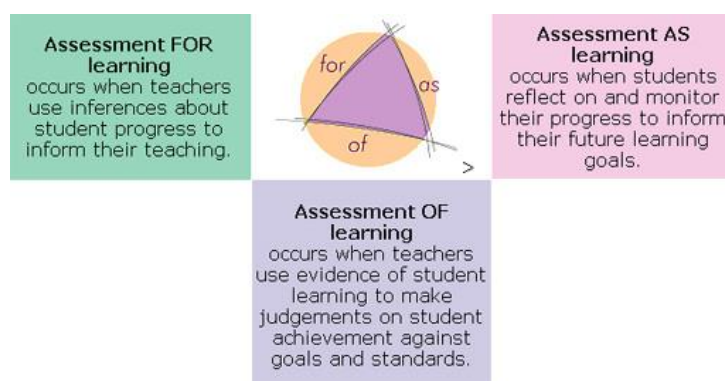 Assessment FOR
learning
occurs when teachers
use inferences about
student progress to
inform their teaching.
for
as
of
>
Assessment AS
learning
occurs when students
reflect on and monitor
their progress to inform
their future learning
goals.
Assessment OF
learning
occurs when teachers
use evidence of student
learning to make
judgements on student
achievement against
goals and standards.